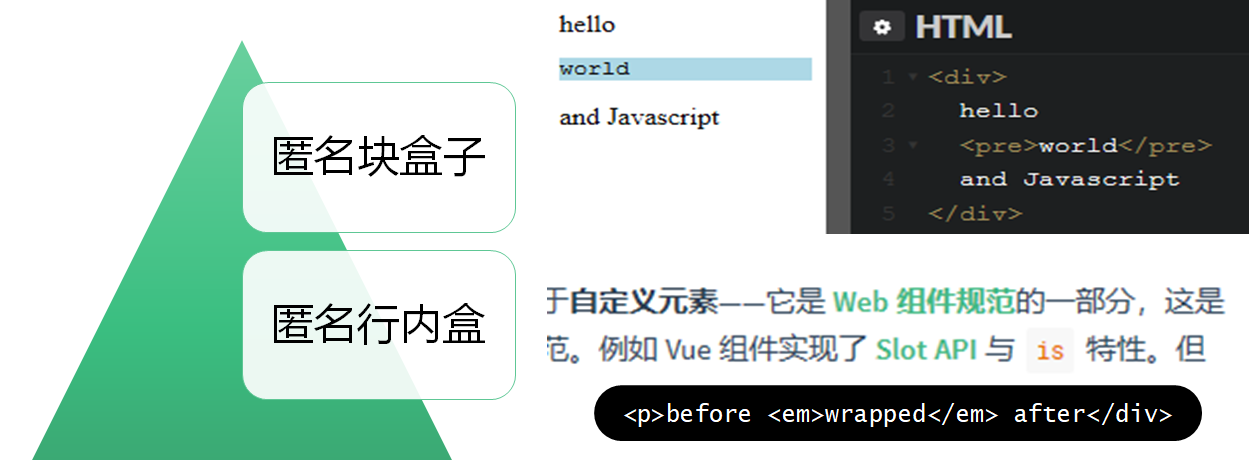 匿名块盒子
匿名行内盒
hello
world
and Javascript
HTML
1 <div>
2 hello
3 <pre>world</pre>
4 and Javascript
5 </div>
于自定义元素——它是 Web 组件规范的一部分，这是
范。例如 Vue 组件实现了 Slot API 与 is 特性。但
<p>before <em>wrapped</em> after</div>